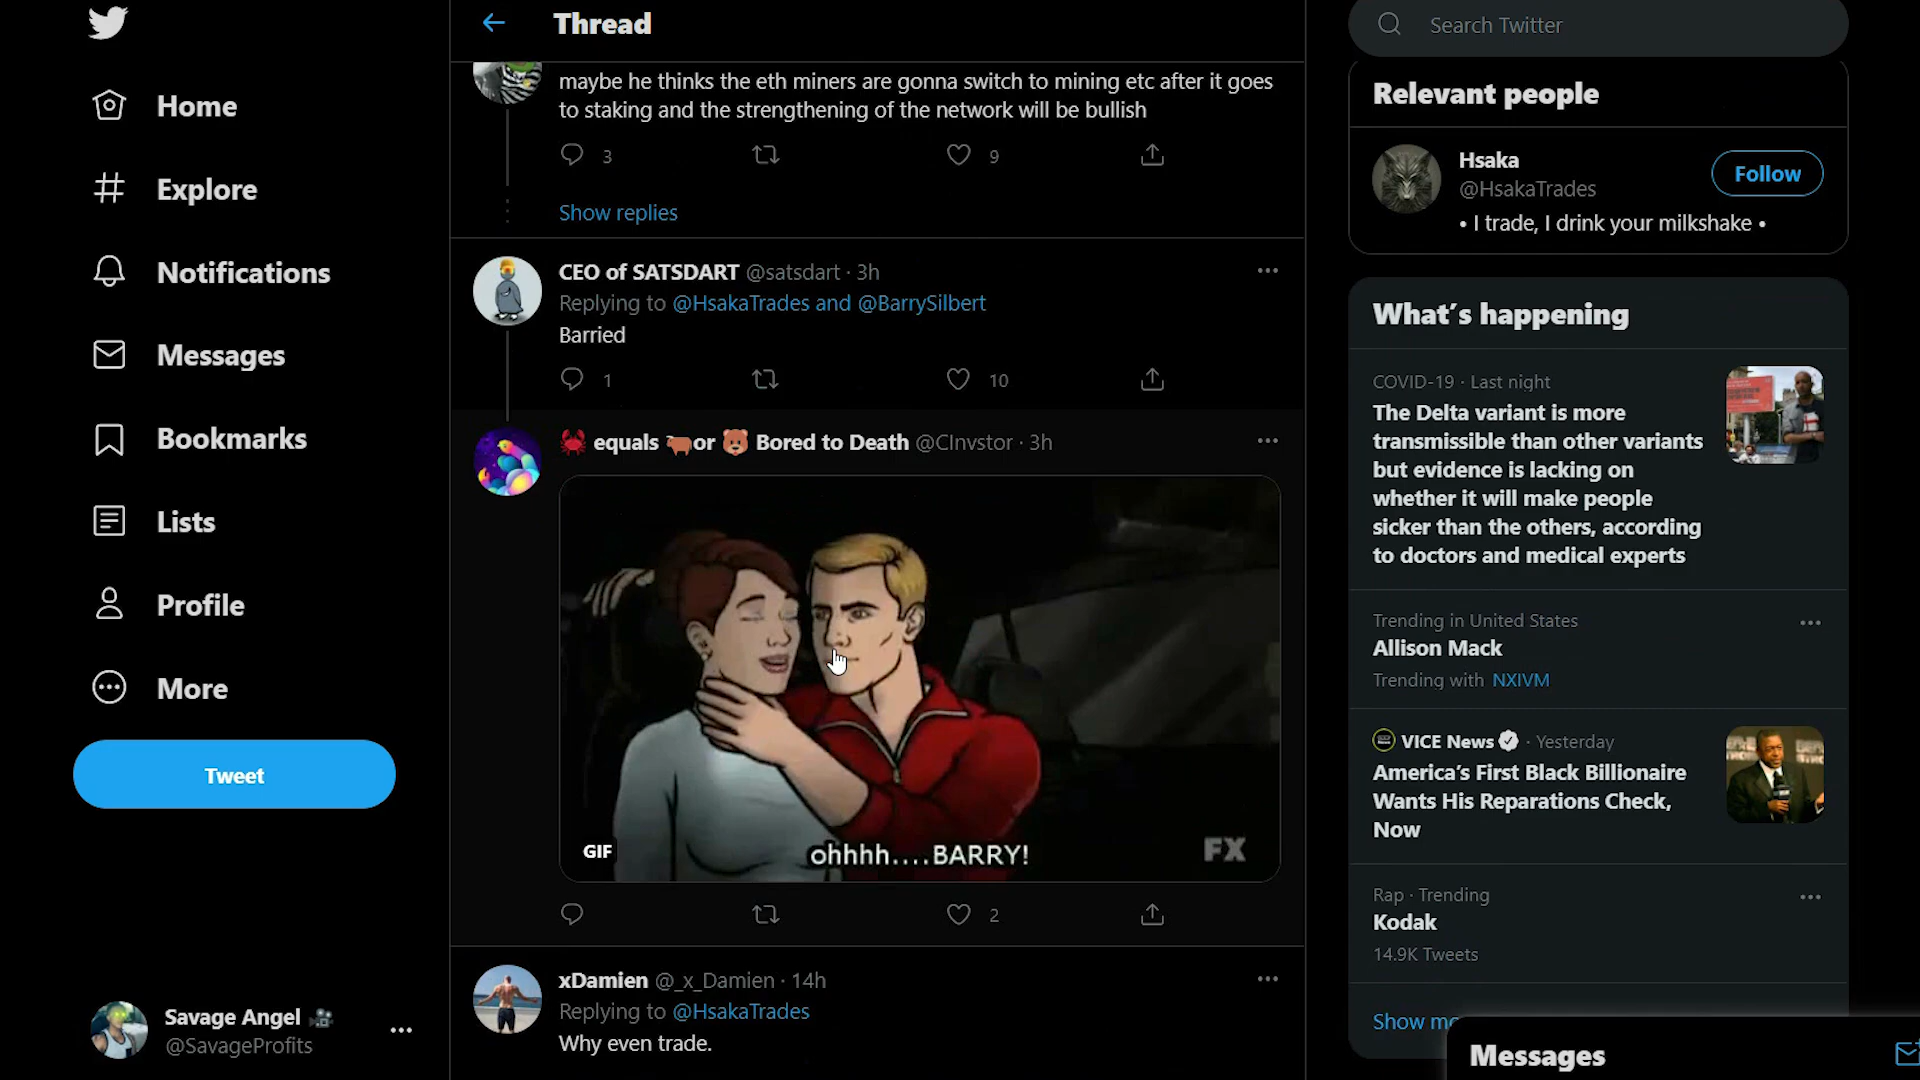 Home
Explore
Notifications
Messages
Bookmarks
Lists
Profile
More
Tweet
Savage Angel
@SavageProfits
Thread
maybe he thinks the eth miners are gonna switch to mining etc after it goes
to staking and the strengthening of the network will be bullish
3
9
Show replies
CEO of SATSDART @satsdart · 3h
Replying to @HsakaTrades and @BarrySilbert
Barried
1
10
🦀 equals 🐂or 🐻 Bored to Death @CInvstor · 3h
GIF
ohhhh....BARRY!
FX
2
xDamien @_x_Damien · 14h
Replying to @HsakaTrades
Why even trade.
Search Twitter
Relevant people
Hsaka
@HsakaTrades
Follow
• I trade, I drink your milkshake •
What's happening
COVID-19 · Last night
The Delta variant is more
transmissible than other variants
but evidence is lacking on
whether it will make people
sicker than the others, according
to doctors and medical experts
Trending in United States
Allison Mack
Trending with NXIVM
VICE News · Yesterday
America's First Black Billionaire
Wants His Reparations Check,
Now
Rap · Trending
Kodak
14.9K Tweets
Show
Messages